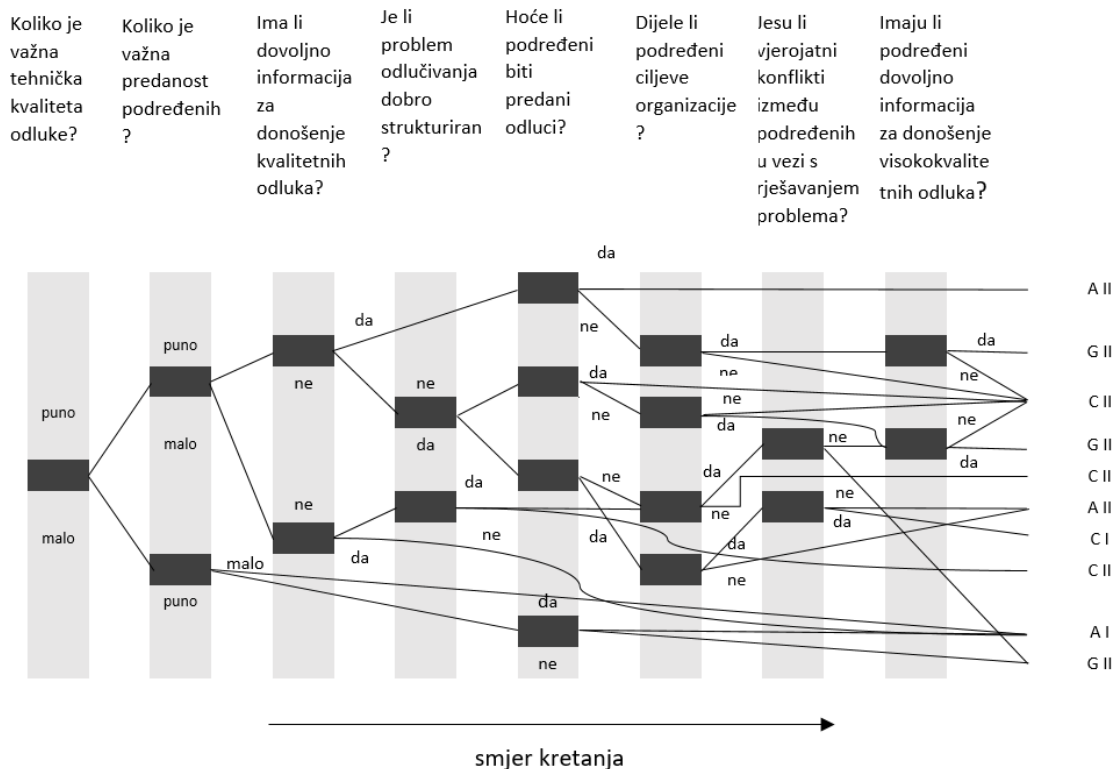 Koliko je
važna
tehnička
kvaliteta
odluke?
Koliko je
važna
predanost
podređenih
?
Ima li
dovoljno
informacija
za
donošenje
kvalitetnih
odluka?
Je li
problem
odlučivanja
dobro
strukturiran
?
Hoće li
podređeni
biti
predani
odluci?
Dijele li
podređeni
ciljeve
organizacije
?
Jesu li
vjerojatni
konflikti
između
podređenih
u vezi s
rješavanjem
problema?
Imaju li
podređeni
dovoljno
informacija
za donošenje
visokokvalite
tnih odluka?
da
A II
da
ne
da
da
G II
puno
ne
ne
da
ne
ne
C II
puno
ne
da
ne
ne
malo
da
G II
da
da
ne
da
C II
ne
ne
ne
A II
malo
ne
da
da
da
C I
malo
da
ne
C II
puno
da
A I
ne
G II
smjer kretanja